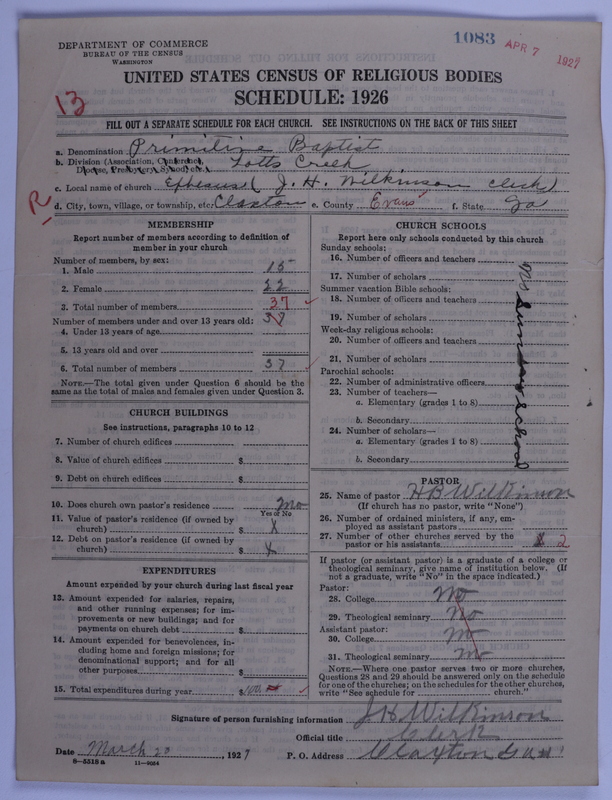 1083
APR 7 1927
DEPARTMENT OF COMMERCE
BUREAU OF THE CENSUS
WASHINGTON
UNITED STATES CENSUS OF RELIGIOUS BODIES
SCHEDULE: 1926
13
FILL OUT A SEPARATE SCHEDULE FOR EACH CHURCH. SEE INSTRUCTIONS ON THE BACK OF THIS SHEET
a. Denomination Primitive Baptist
b. Division (Association, Conference, Diocese, Presbytery, Synod, etc.) Lotts Creek
c. Local name of church (J. H. Wilkinson clerk)
R
d. City, town, village, or township, etc. Claxton e. County Evans f. State Ga
MEMBERSHIP
Report number of members according to definition of
member in your church
Number of members, by sex:
1. Male 15
2. Female 22
3. Total number of members 37
Number of members under and over 13 years old:
4. Under 13 years of age
5. 13 years old and over
6. Total number of members 37
NOTE.—The total given under Question 6 should be the
same as the total of males and females given under Question 3.
CHURCH BUILDINGS
See instructions, paragraphs 10 to 12
7. Number of church edifices
8. Value of church edifices $
9. Debt on church edifices $
10. Does church own pastor's residence No
Yes or No
11. Value of pastor's residence (if owned by
church) $ X
12. Debt on pastor's residence (if owned by
church) $ X
EXPENDITURES
Amount expended by your church during last fiscal year
13. Amount expended for salaries, repairs,
and other running expenses; for im-
provements or new buildings; and for
payments on church debt $
14. Amount expended for benevolences, in-
cluding home and foreign missions; for
denominational support; and for all
other purposes $
15. Total expenditures during year $
CHURCH SCHOOLS
Report here only schools conducted by this church
Sunday schools:
16. Number of officers and teachers
17. Number of scholars
Summer vacation Bible schools:
18. Number of officers and teachers
19. Number of scholars
Week-day religious schools:
20. Number of officers and teachers
21. Number of scholars
Parochial schools:
22. Number of administrative officers
23. Number of teachers—
a. Elementary (grades 1 to 8)
b. Secondary
24. Number of scholars—
a. Elementary (grades 1 to 8)
b. Secondary
No Sunday School
PASTOR
25. Name of pastor H B Wilkinson
(If church has no pastor, write "None")
26. Number of ordained ministers, if any, em-
ployed as assistant pastors
27. Number of other churches served by the
pastor or his assistants 2
If pastor (or assistant pastor) is a graduate of a college or
theological seminary, give name of institution below. (If
not a graduate, write "No" in the space indicated.)
Pastor:
28. College No
29. Theological seminary No
Assistant pastor:
30. College No
31. Theological seminary No
NOTE.—Where one pastor serves two or more churches,
Questions 28 and 29 should be answered only on the schedule
for one of the churches; on the schedules for the other churches,
write "See schedule for ........ church."
Signature of person furnishing information J H Wilkinson
Official title Clerk
Date March 20, 1927 P. O. Address Claxton Ga
8-5518 a 11-9034